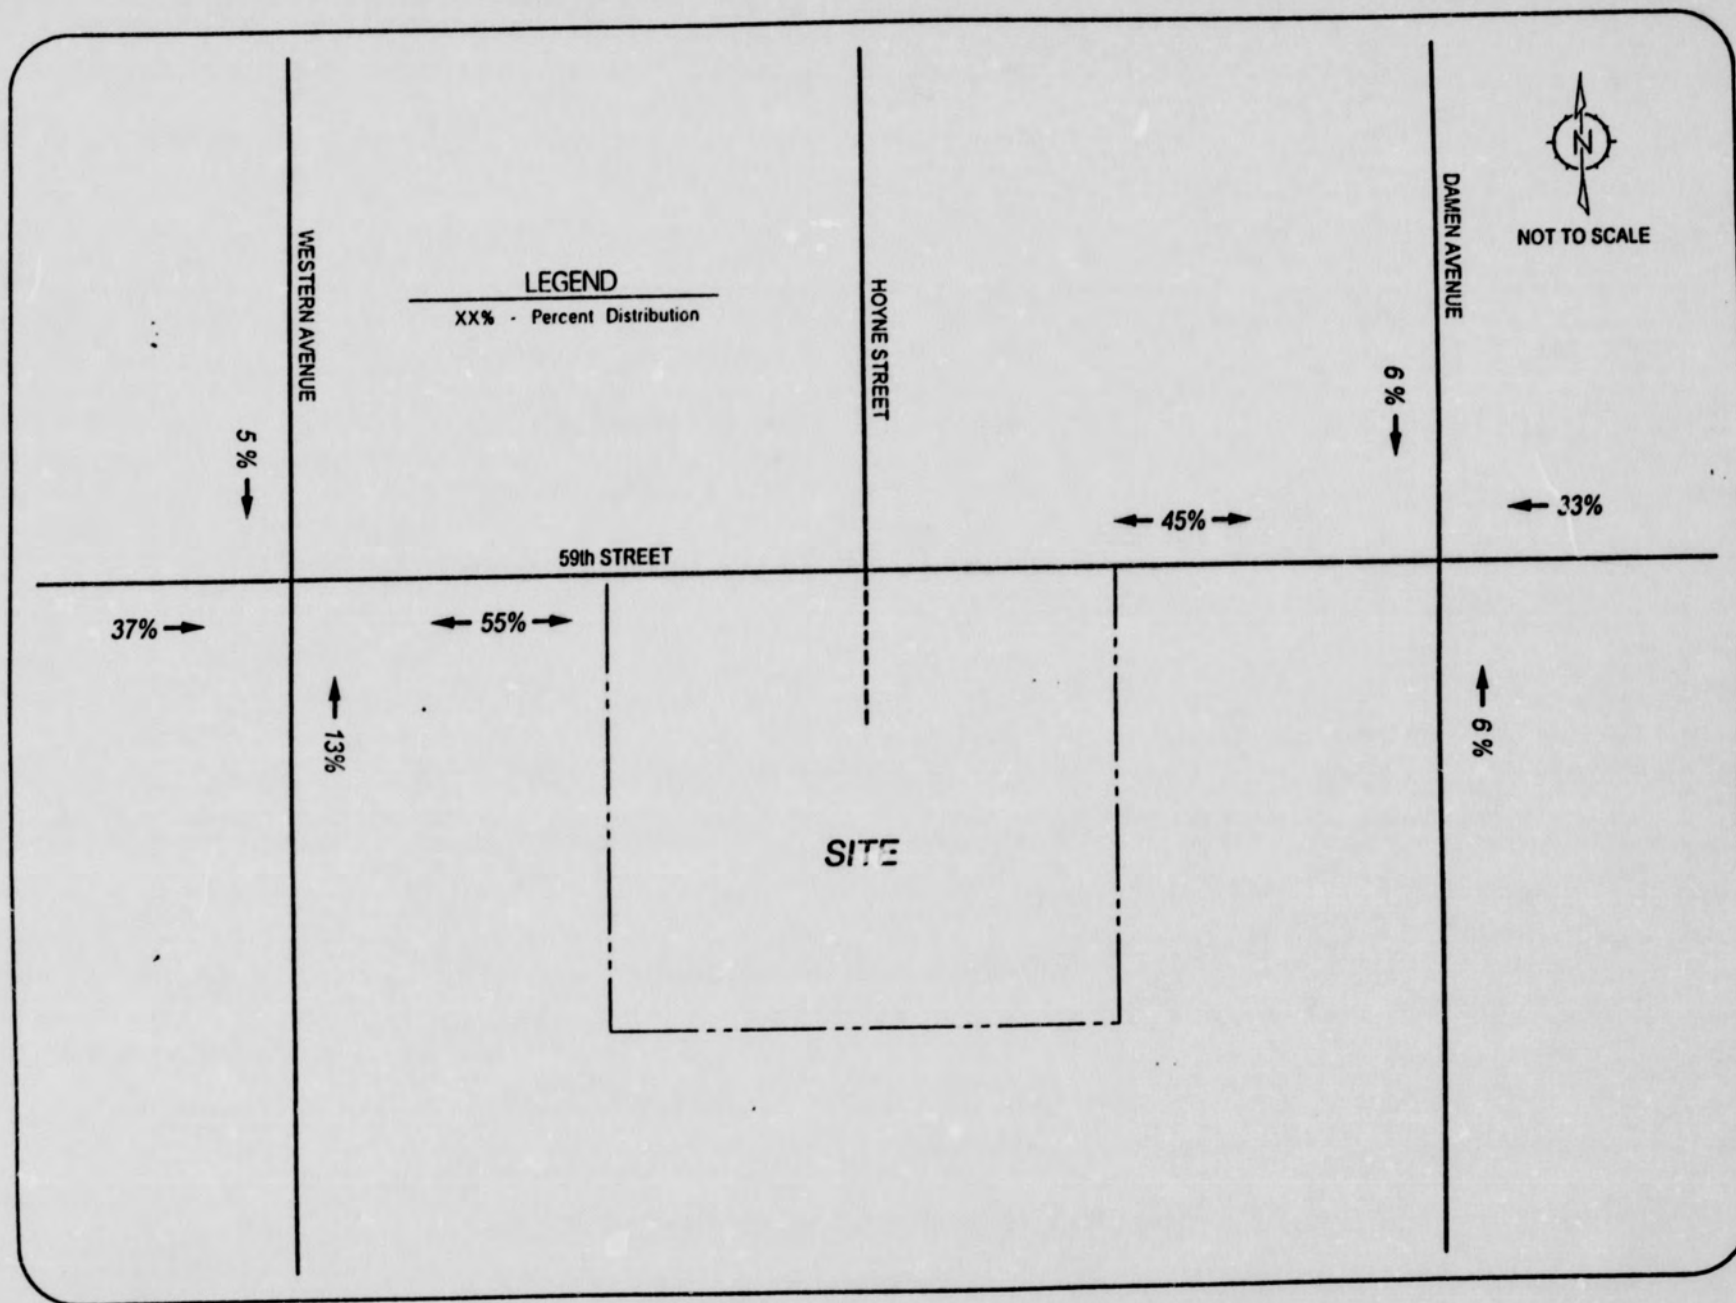 N
NOT TO SCALE
DAMEN AVENUE
WESTERN AVENUE
LEGEND
XX% - Percent Distribution
HOYNE STREET
6 %
5 %
45%
33%
59th STREET
37%
55%
13%
6 %
SITE